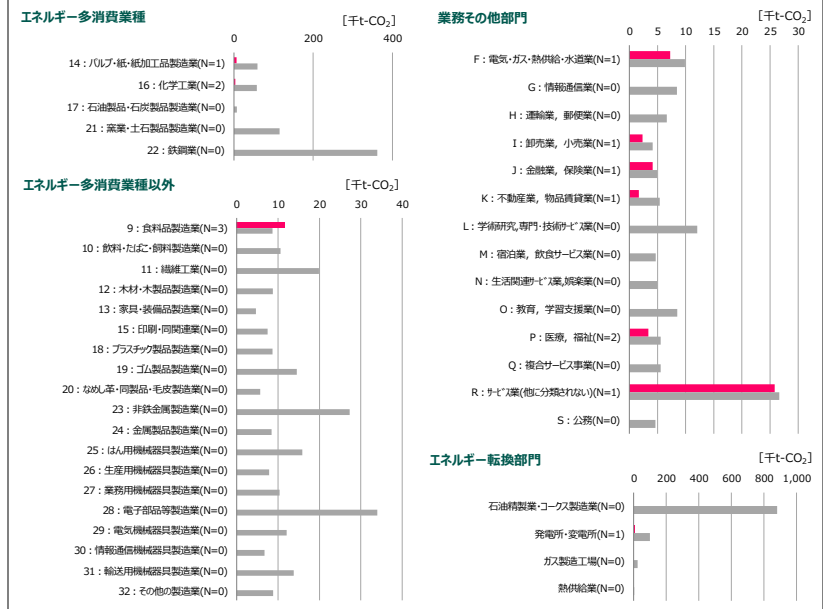 エネルギー多消費業種
[千t-CO₂]
0 200 400
14：パルプ・紙・紙加工品製造業(N=1)
16：化学工業(N=2)
17：石油製品・石炭製品製造業(N=0)
21：窯業・土石製品製造業(N=0)
22：鉄鋼業(N=0)
エネルギー多消費業種以外
[千t-CO₂]
0 10 20 30 40
9：食料品製造業(N=3)
10：飲料・たばこ・飼料製造業(N=0)
11：繊維工業(N=0)
12：木材・木製品製造業(N=0)
13：家具・装備品製造業(N=0)
15：印刷・同関連業(N=0)
18：プラスチック製品製造業(N=0)
19：ゴム製品製造業(N=0)
20：なめし革・同製品・毛皮製造業(N=0)
23：非鉄金属製造業(N=0)
24：金属製品製造業(N=0)
25：はん用機械器具製造業(N=0)
26：生産用機械器具製造業(N=0)
27：業務用機械器具製造業(N=0)
28：電子部品等製造業(N=0)
29：電気機械器具製造業(N=0)
30：情報通信機械器具製造業(N=0)
31：輸送用機械器具製造業(N=0)
32：その他の製造業(N=0)
業務その他部門
[千t-CO₂]
0 5 10 15 20 25 30
F：電気・ガス・熱供給・水道業(N=1)
G：情報通信業(N=0)
H：運輸業，郵便業(N=0)
I：卸売業，小売業(N=1)
J：金融業，保険業(N=1)
K：不動産業，物品賃貸業(N=1)
L：学術研究,専門・技術ｻｰﾋﾞｽ業(N=0)
M：宿泊業，飲食サービス業(N=0)
N：生活関連ｻｰﾋﾞｽ業,娯楽業(N=0)
O：教育，学習支援業(N=0)
P：医療，福祉(N=2)
Q：複合サービス事業(N=0)
R：ｻｰﾋﾞｽ業(他に分類されない)(N=1)
S：公務(N=0)
エネルギー転換部門
[千t-CO₂]
0 200 400 600 800 1,000
石油精製業・コークス製造業(N=0)
発電所・変電所(N=1)
ガス製造工場(N=0)
熱供給業(N=0)